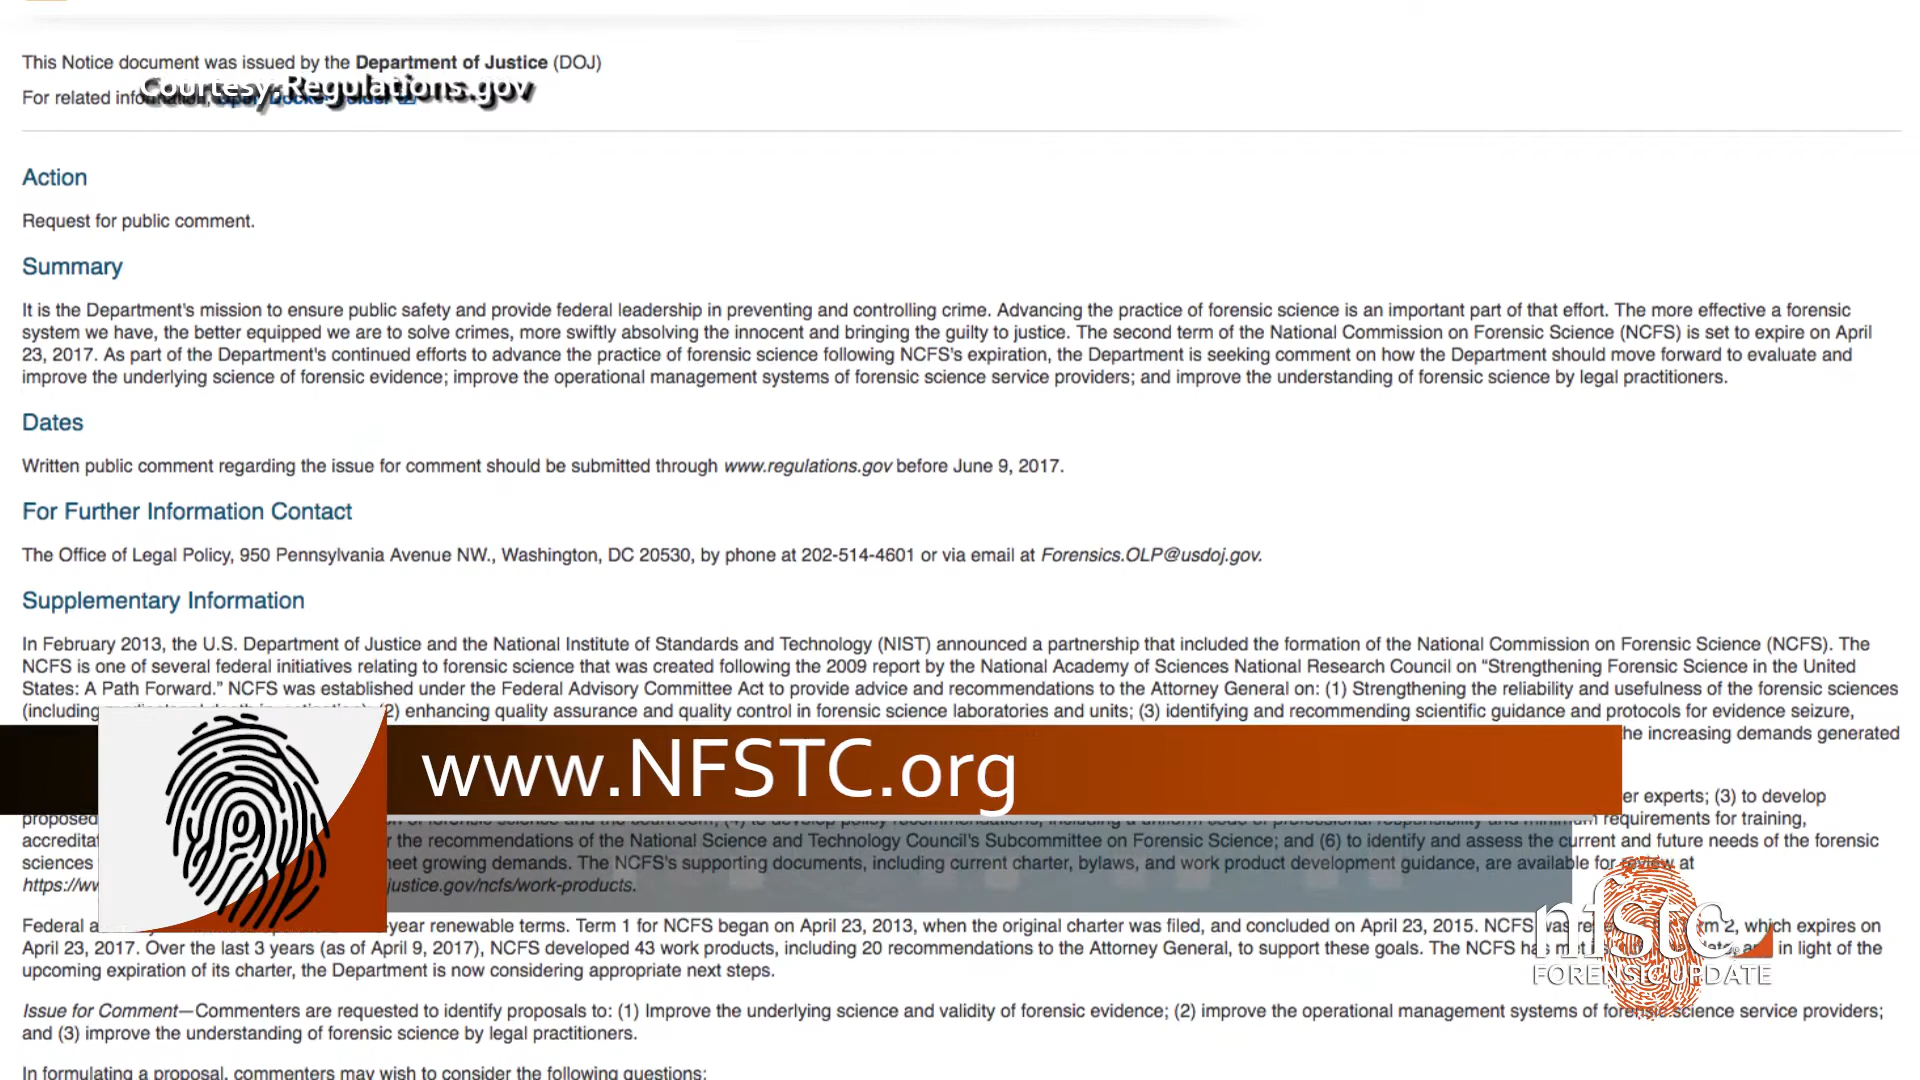 This Notice document was issued by the Department of Justice (DOJ)
For related information,
Courtesy: Regulations.gov
Action
Request for public comment.
Summary
It is the Department's mission to ensure public safety and provide federal leadership in preventing and controlling crime. Advancing the practice of forensic science is an important part of that effort. The more effective a forensic
system we have, the better equipped we are to solve crimes, more swiftly absolving the innocent and bringing the guilty to justice. The second term of the National Commission on Forensic Science (NCFS) is set to expire on April
23, 2017. As part of the Department's continued efforts to advance the practice of forensic science following NCFS's expiration, the Department is seeking comment on how the Department should move forward to evaluate and
improve the underlying science of forensic evidence; improve the operational management systems of forensic science service providers; and improve the understanding of forensic science by legal practitioners.
Dates
Written public comment regarding the issue for comment should be submitted through www.regulations.gov before June 9, 2017.
For Further Information Contact
The Office of Legal Policy, 950 Pennsylvania Avenue NW., Washington, DC 20530, by phone at 202-514-4601 or via email at Forensics.OLP@usdoj.gov.
Supplementary Information
In February 2013, the U.S. Department of Justice and the National Institute of Standards and Technology (NIST) announced a partnership that included the formation of the National Commission on Forensic Science (NCFS). The
NCFS is one of several federal initiatives relating to forensic science that was created following the 2009 report by the National Academy of Sciences National Research Council on “Strengthening Forensic Science in the United
States: A Path Forward.” NCFS was established under the Federal Advisory Committee Act to provide advice and recommendations to the Attorney General on: (1) Strengthening the reliability and usefulness of the forensic sciences
(including 2) enhancing quality assurance and quality control in forensic science laboratories and units; (3) identifying and recommending scientific guidance and protocols for evidence seizure,
the increasing demands generated
www.NFSTC.org
er experts; (3) to develop
proposed requirements for training,
the recommendations of the National Science and Technology Council's Subcommittee on Forensic Science; and (6) to identify and assess the current and future needs of the forensic
sciences meet growing demands. The NCFS's supporting documents, including current charter, bylaws, and work product development guidance, are available for review at
justice.gov/ncfs/work-products.
Federal -year renewable terms. Term 1 for NCFS began on April 23, 2013, when the original charter was filed, and concluded on April 23, 2015. NCFS was 2, which expires on
April 23, 2017. Over the last 3 years (as of April 9, 2017), NCFS developed 43 work products, including 20 recommendations to the Attorney General, to support these goals. The NCFS has in light of the
upcoming expiration of its charter, the Department is now considering appropriate next steps.
nfstc
FORENSIC UPDATE
Issue for Comment—Commenters are requested to identify proposals to: (1) Improve the underlying science and validity of forensic evidence; (2) improve the operational management systems of forensic science service providers;
and (3) improve the understanding of forensic science by legal practitioners.
In formulating a proposal, commenters may wish to consider the following questions: